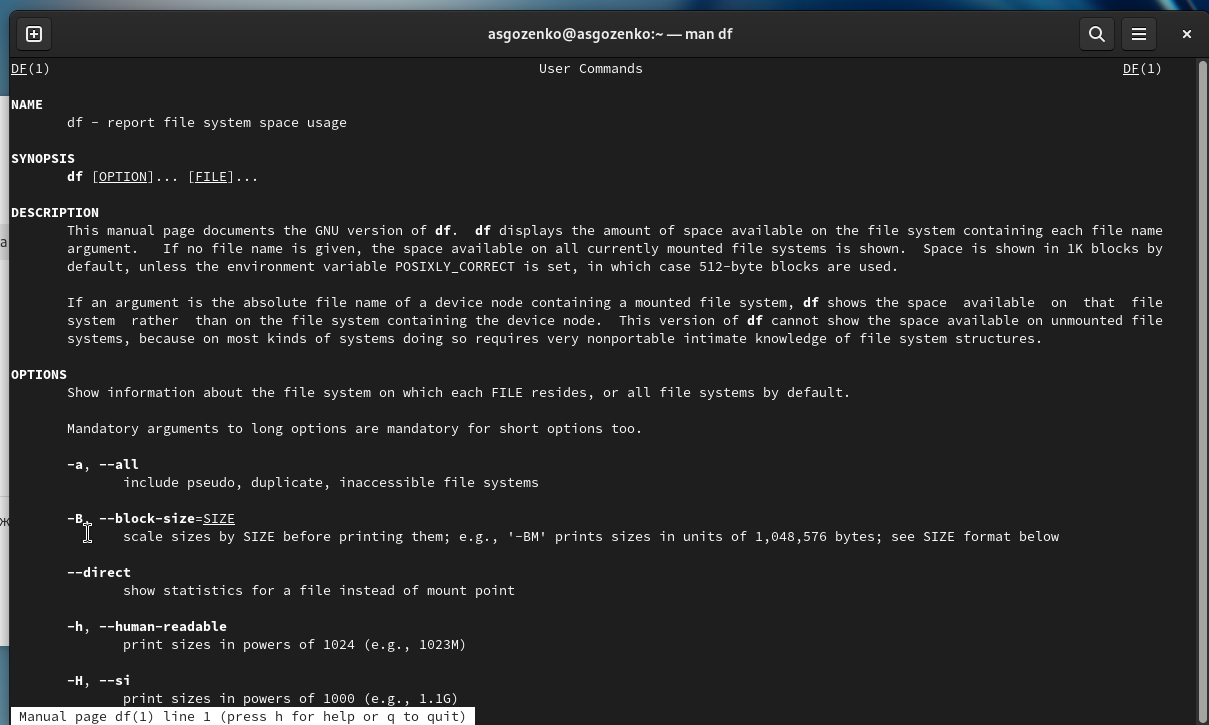 asgozenko@asgozenko:~ — man df
DF(1) User Commands DF(1)
NAME
df - report file system space usage
SYNOPSIS
df [OPTION]... [FILE]...
DESCRIPTION
This manual page documents the GNU version of df.  df displays the amount of space available on the file system containing each file name
argument.   If no file name is given, the space available on all currently mounted file systems is shown.  Space is shown in 1K blocks by
default, unless the environment variable POSIXLY_CORRECT is set, in which case 512-byte blocks are used.
If an argument is the absolute file name of a device node containing a mounted file system, df shows the space  available  on  that  file
system  rather  than on the file system containing the device node.  This version of df cannot show the space available on unmounted file
systems, because on most kinds of systems doing so requires very nonportable intimate knowledge of file system structures.
OPTIONS
Show information about the file system on which each FILE resides, or all file systems by default.
Mandatory arguments to long options are mandatory for short options too.
-a, --all
include pseudo, duplicate, inaccessible file systems
а
-B, --block-size=SIZE
ж
scale sizes by SIZE before printing them; e.g., '-BM' prints sizes in units of 1,048,576 bytes; see SIZE format below
--direct
show statistics for a file instead of mount point
-h, --human-readable
print sizes in powers of 1024 (e.g., 1023M)
-H, --si
print sizes in powers of 1000 (e.g., 1.1G)
Manual page df(1) line 1 (press h for help or q to quit)